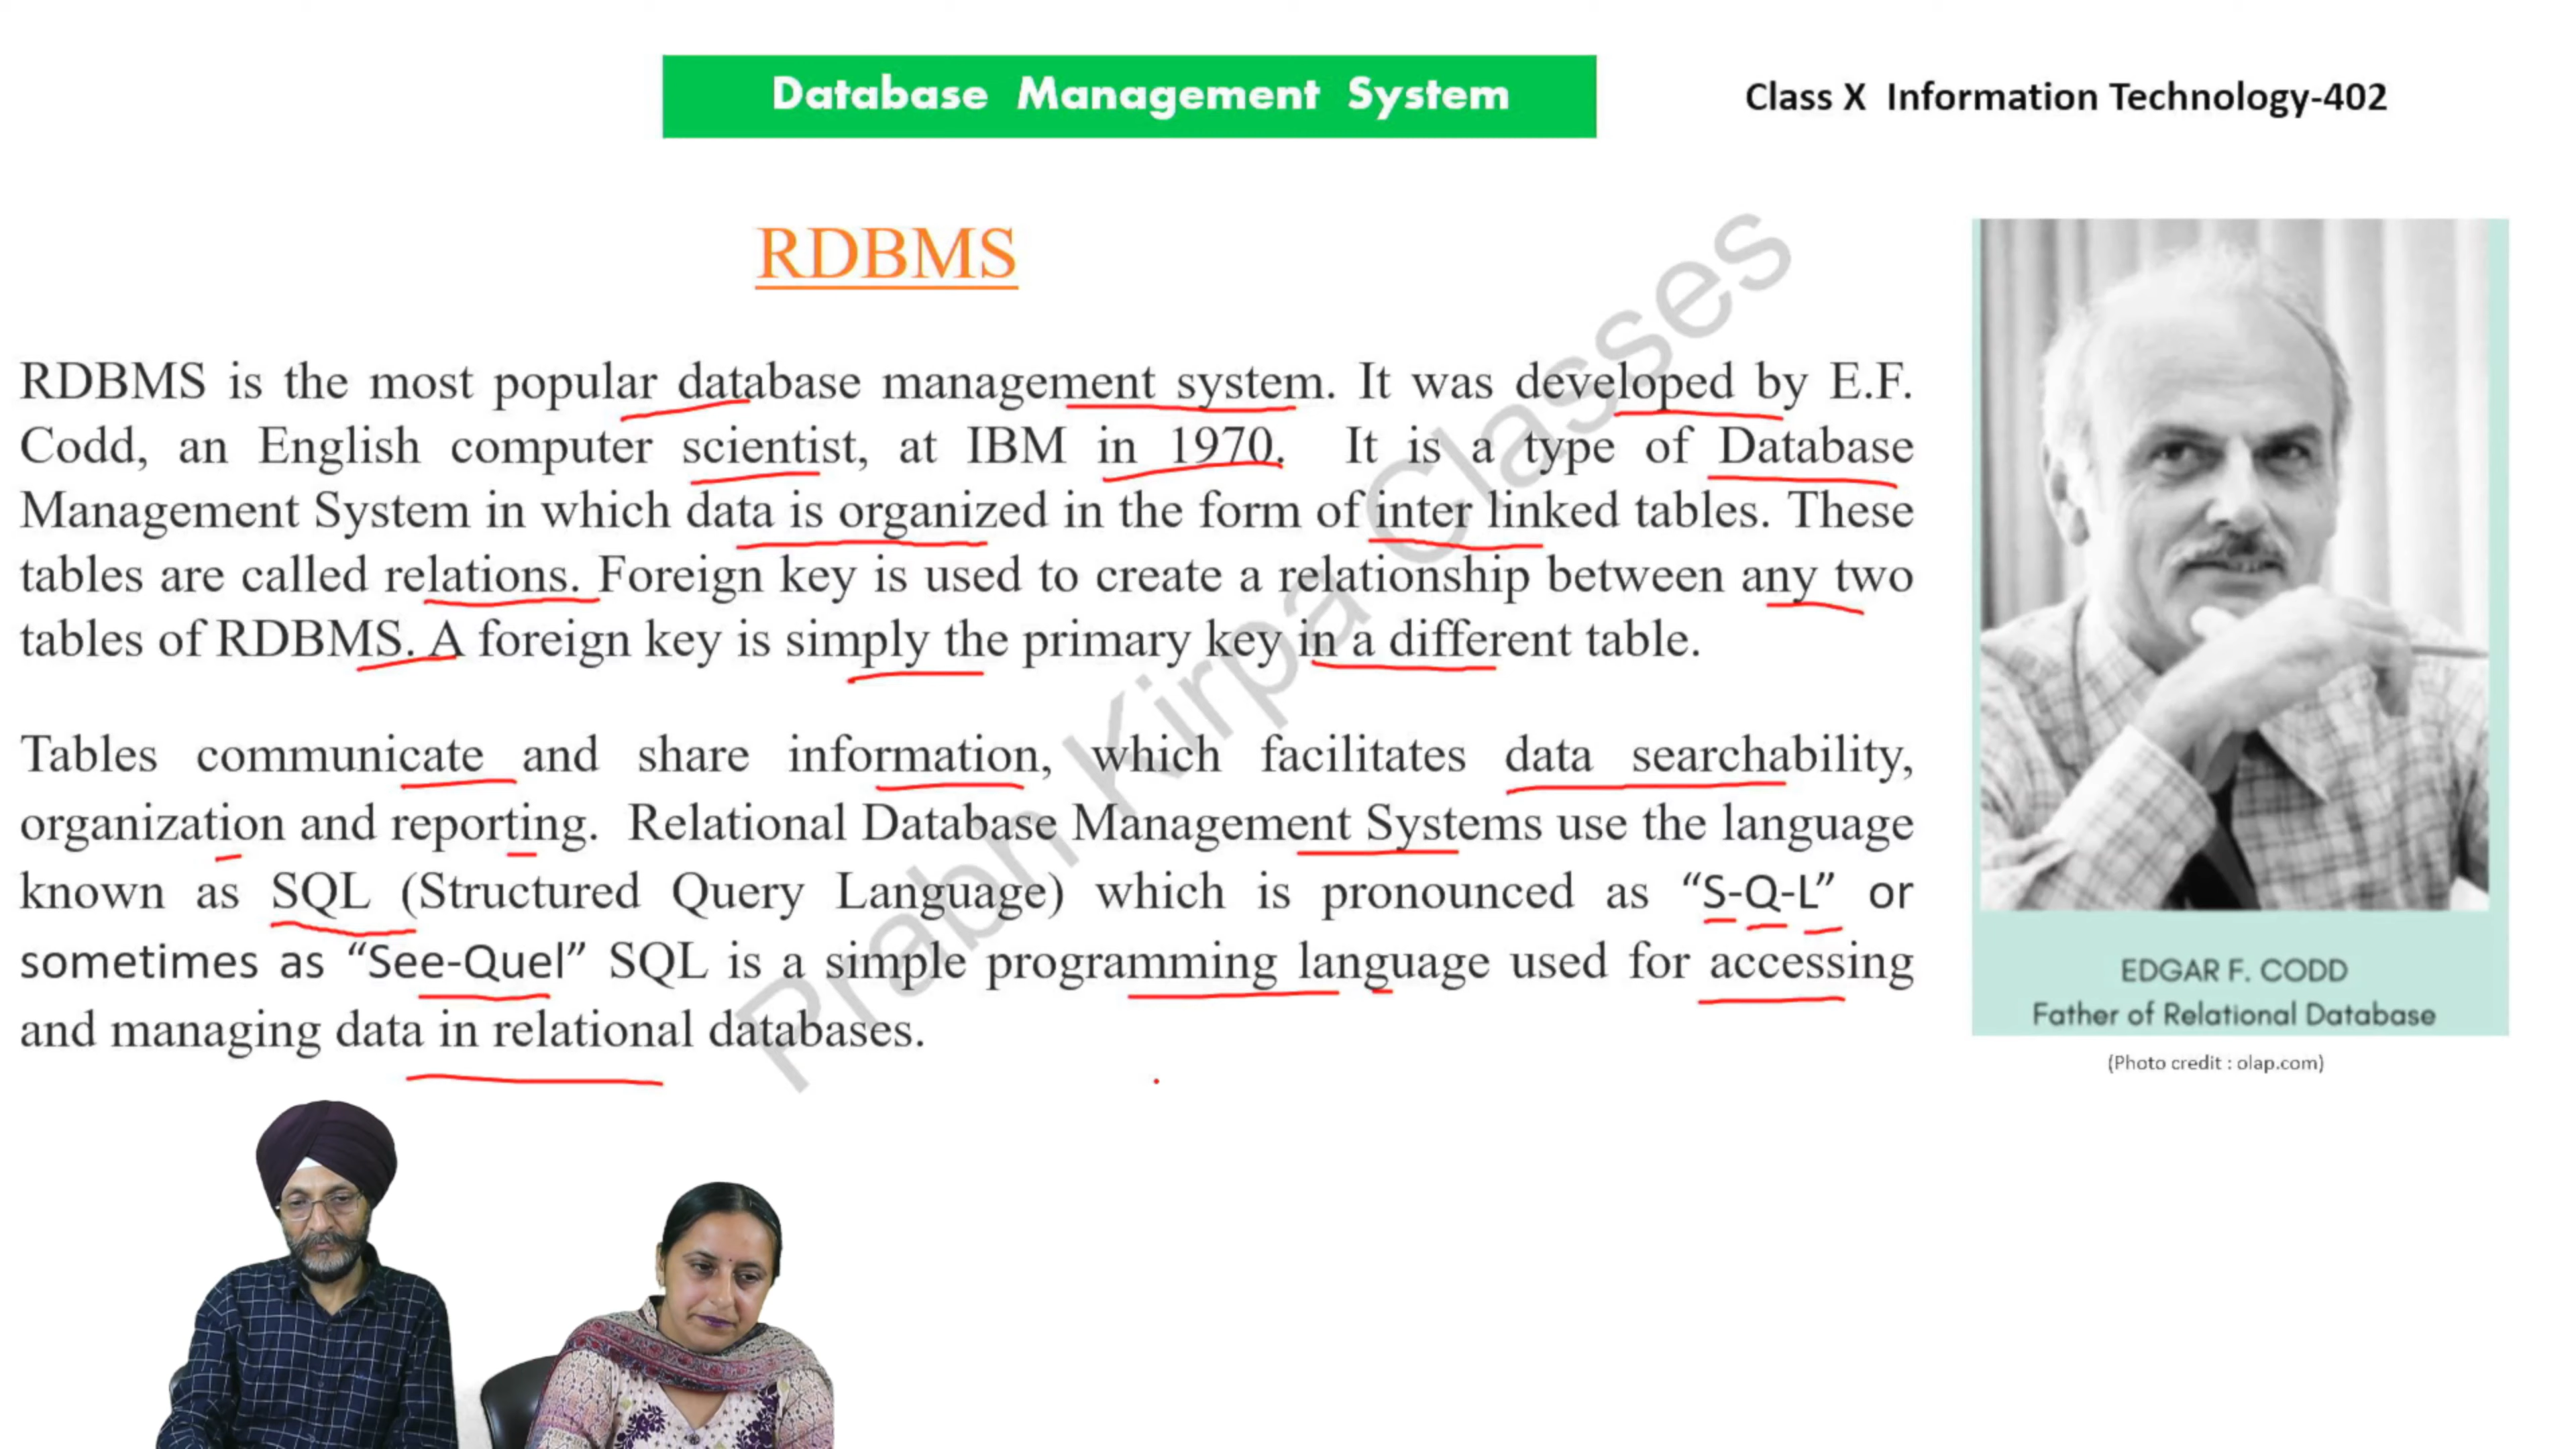 Database Management System
Class X Information Technology-402
RDBMS
RDBMS is the most popular database management system. It was developed by E.F.
Codd, an English computer scientist, at IBM in 1970. It is a type of Database
Management System in which data is organized in the form of inter linked tables. These
tables are called relations. Foreign key is used to create a relationship between any two
tables of RDBMS. A foreign key is simply the primary key in a different table.
Tables communicate and share information, which facilitates data searchability,
organization and reporting. Relational Database Management Systems use the language
known as SQL (Structured Query Language) which is pronounced as “S-Q-L” or
sometimes as “See-Quel” SQL is a simple programming language used for accessing
and managing data in relational databases.
EDGAR F. CODD
Father of Relational Database
(Photo credit : olap.com)
Prabh Kirpa Classes